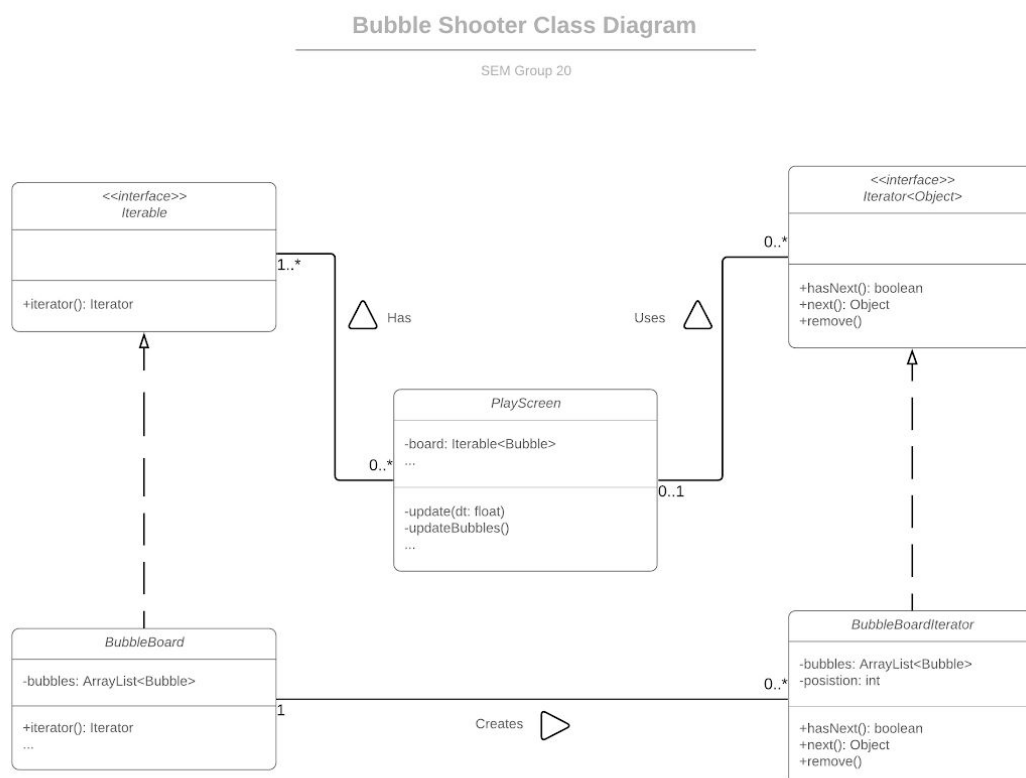 Bubble Shooter Class Diagram
SEM Group 20
<<interface>>
Iterable
+iterator(): Iterator
<<interface>>
Iterator<Object>
+hasNext(): boolean
+next(): Object
+remove()
1..*
0..*
Has
Uses
PlayScreen
-board: Iterable<Bubble>
...
-update(dt: float)
-updateBubbles()
...
0..*
0..1
BubbleBoard
-bubbles: ArrayList<Bubble>
+iterator(): Iterator
...
1
Creates
0..*
BubbleBoardIterator
-bubbles: ArrayList<Bubble>
-posistion: int
+hasNext(): boolean
+next(): Object
+remove()